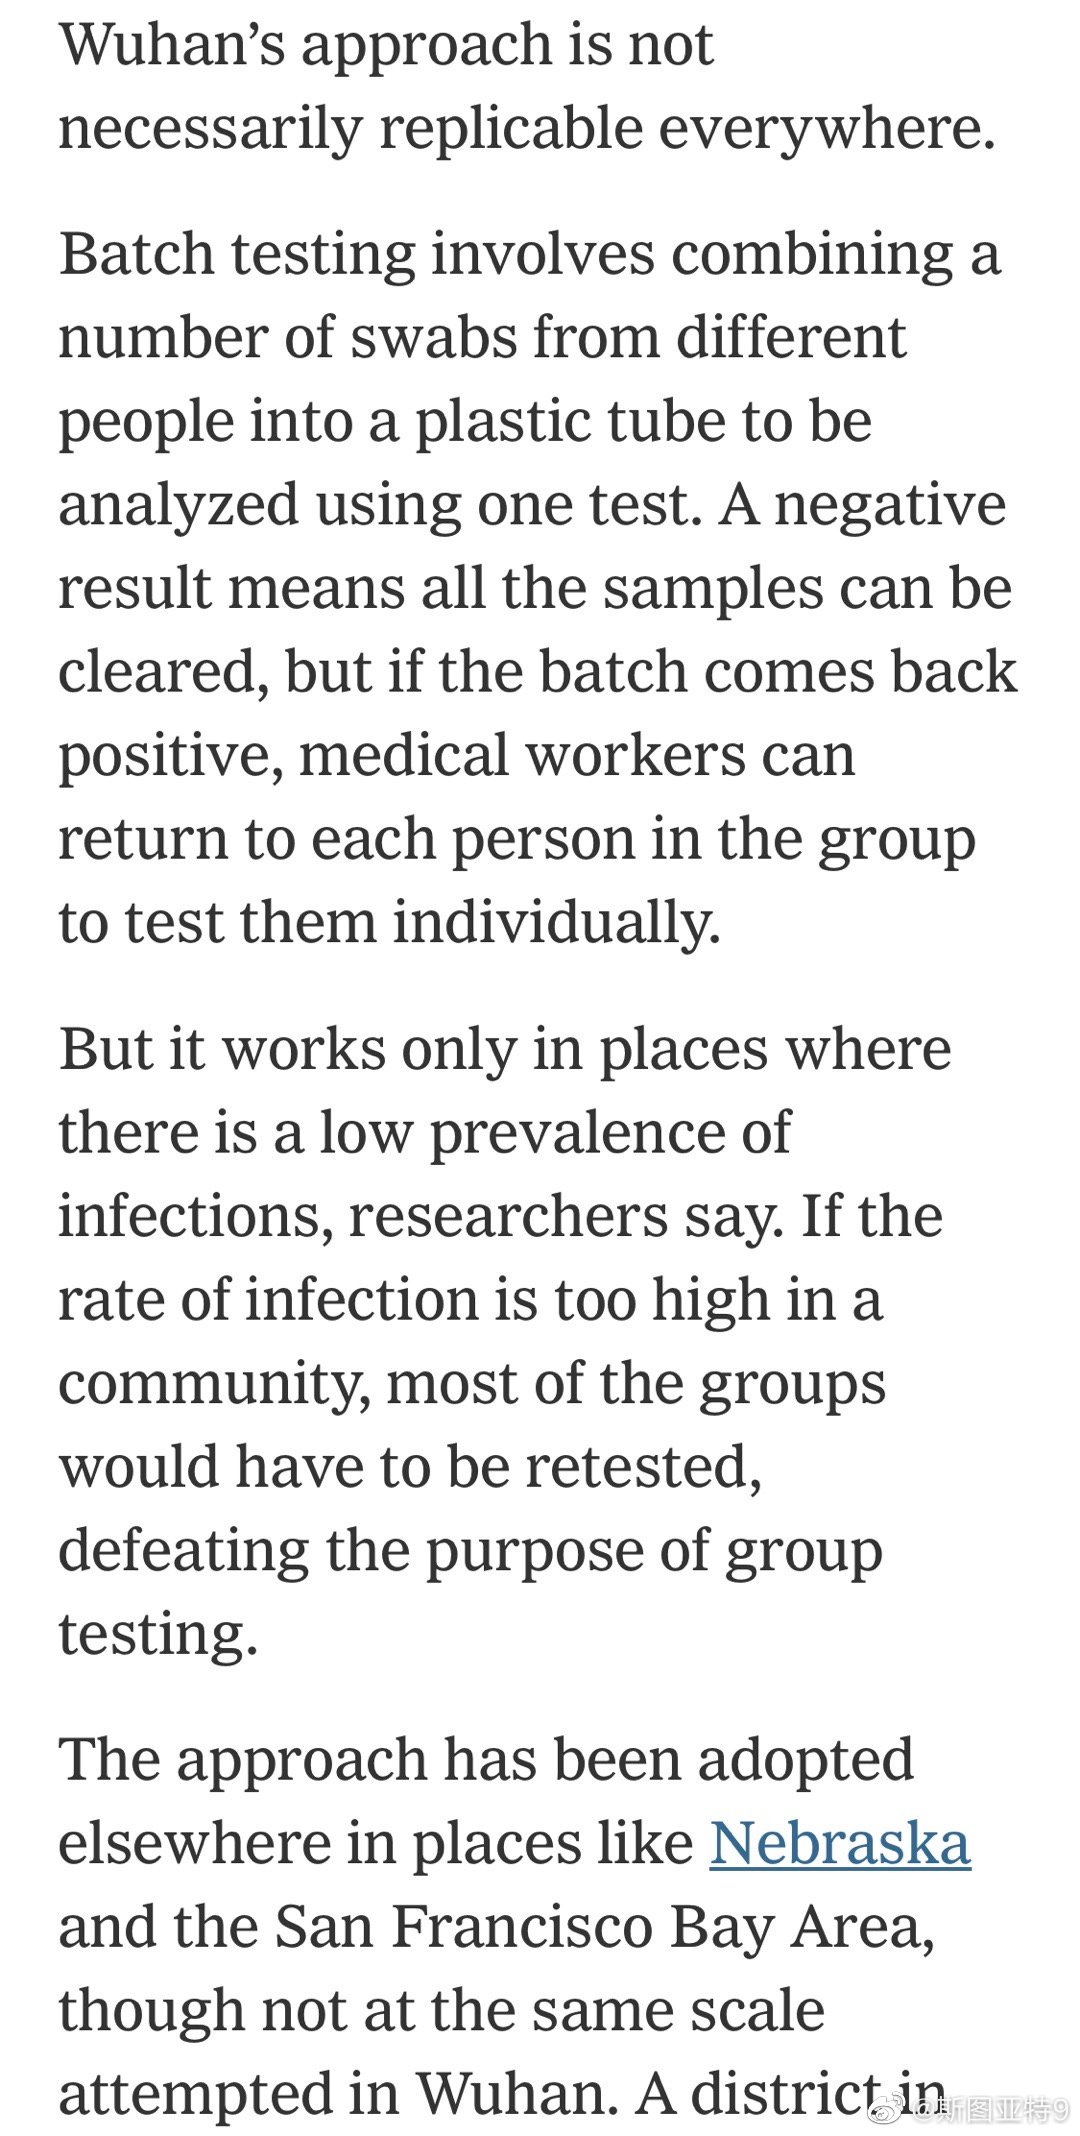 Wuhan’s approach is not
necessarily replicable everywhere.
Batch testing involves combining a
number of swabs from different
people into a plastic tube to be
analyzed using one test. A negative
result means all the samples can be
cleared, but if the batch comes back
positive, medical workers can
return to each person in the group
to test them individually.
But it works only in places where
there is a low prevalence of
infections, researchers say. If the
rate of infection is too high in a
community, most of the groups
would have to be retested,
defeating the purpose of group
testing.
The approach has been adopted
elsewhere in places like Nebraska
and the San Francisco Bay Area,
though not at the same scale
attempted in Wuhan. A district in
@斯图亚特9